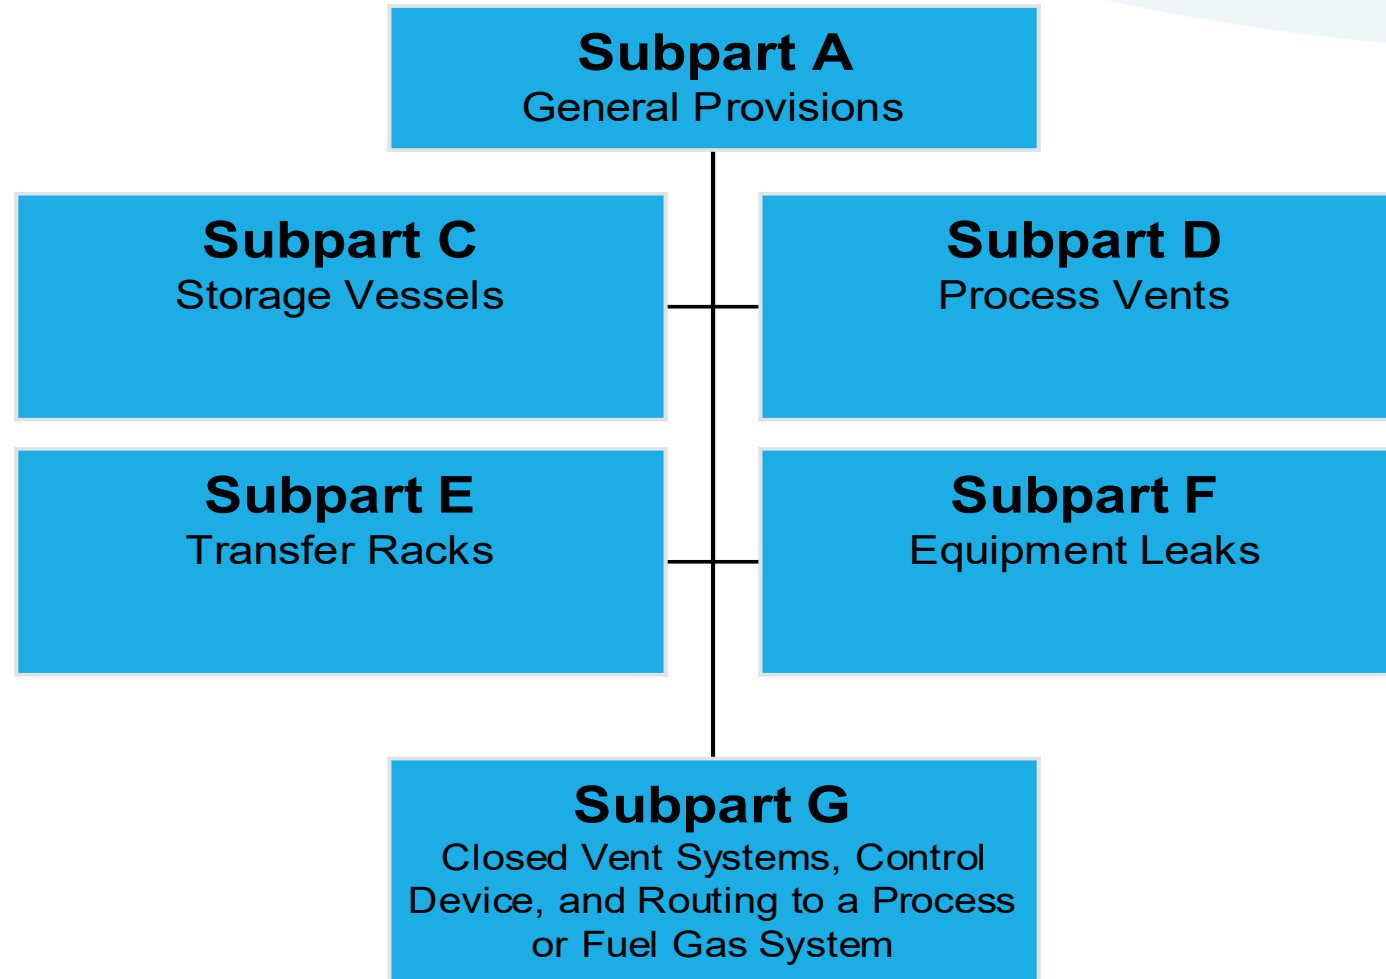 Subpart A
General Provisions
Subpart C
Storage Vessels
Subpart D
Process Vents
Subpart E
Transfer Racks
Subpart F
Equipment Leaks
Subpart G
Closed Vent Systems, Control
Device, and Routing to a Process
or Fuel Gas System